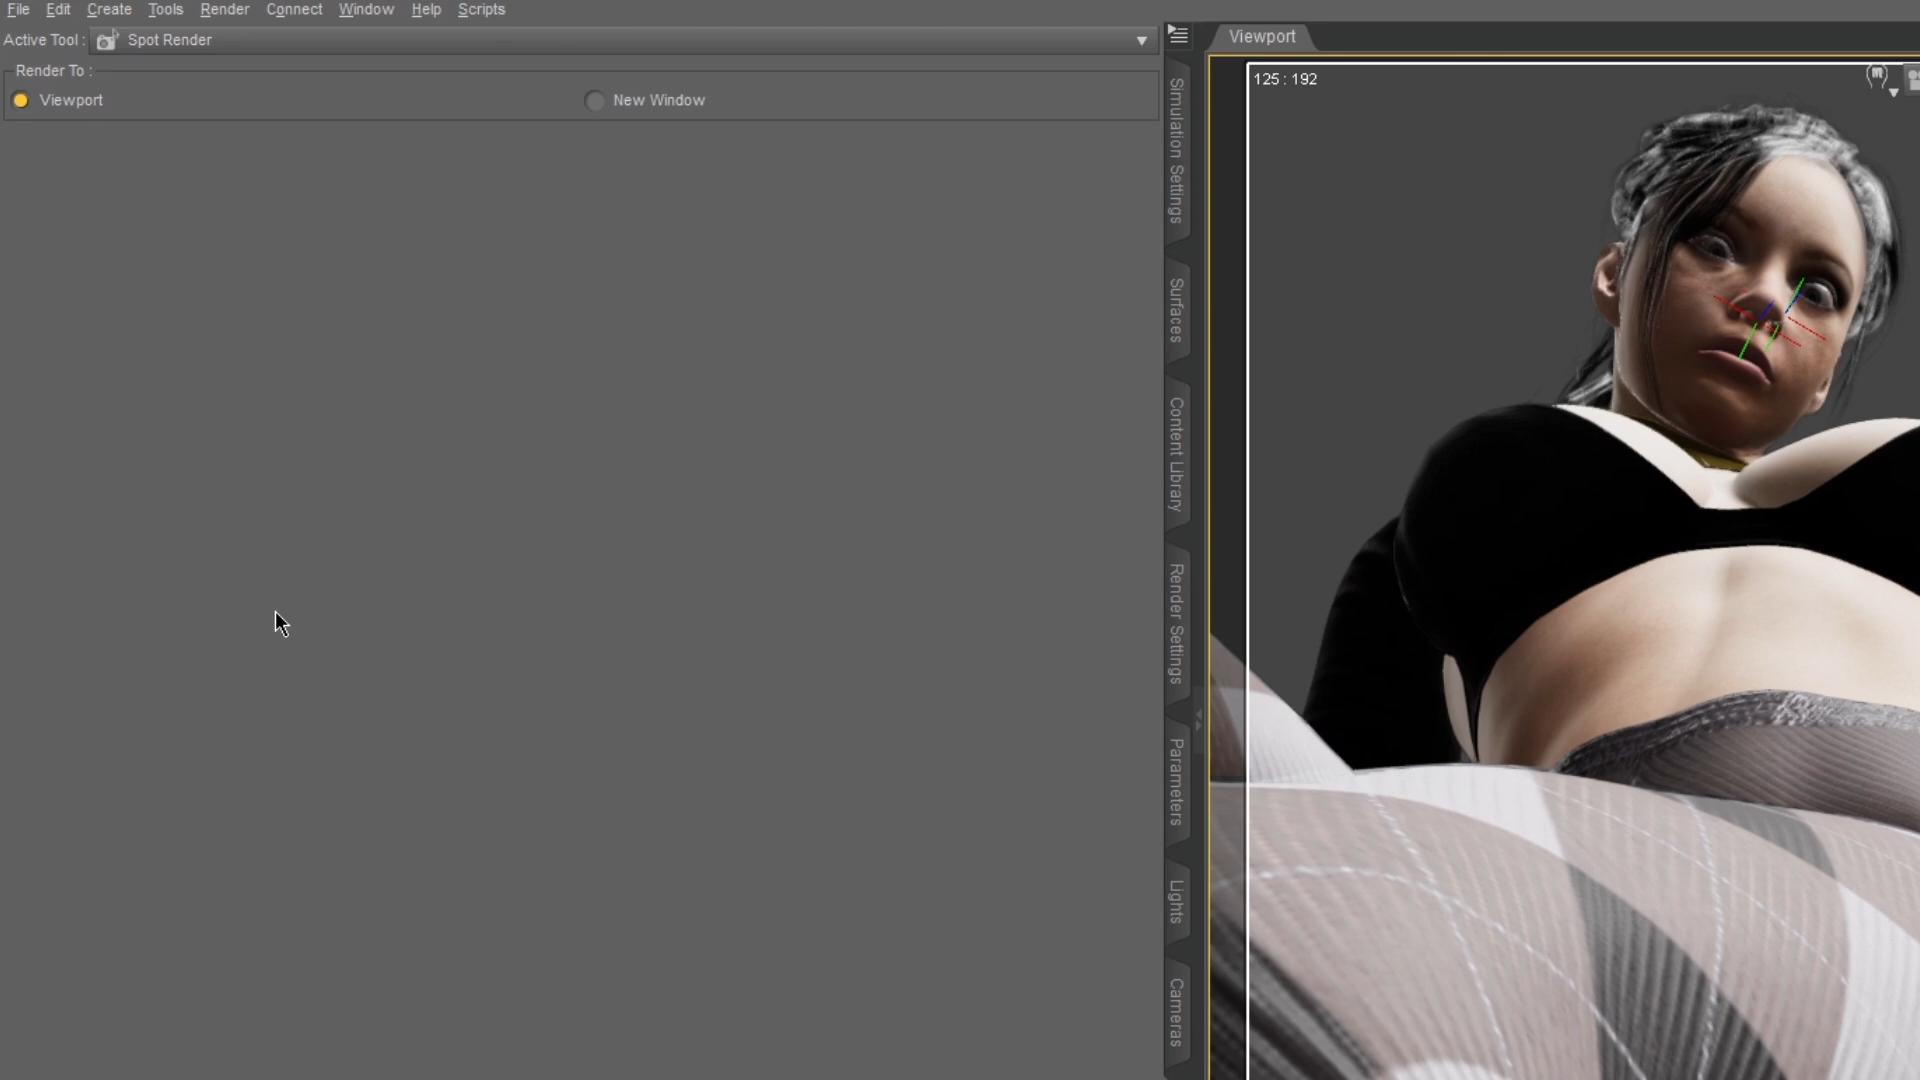 File Edit Create Tools Render Connect Window Help Scripts
Active Tool : Spot Render
Render To :
Viewport
New Window
Simulation Settings
Surfaces
Content Library
Render Settings
Parameters
Lights
Cameras
Viewport
125 : 192